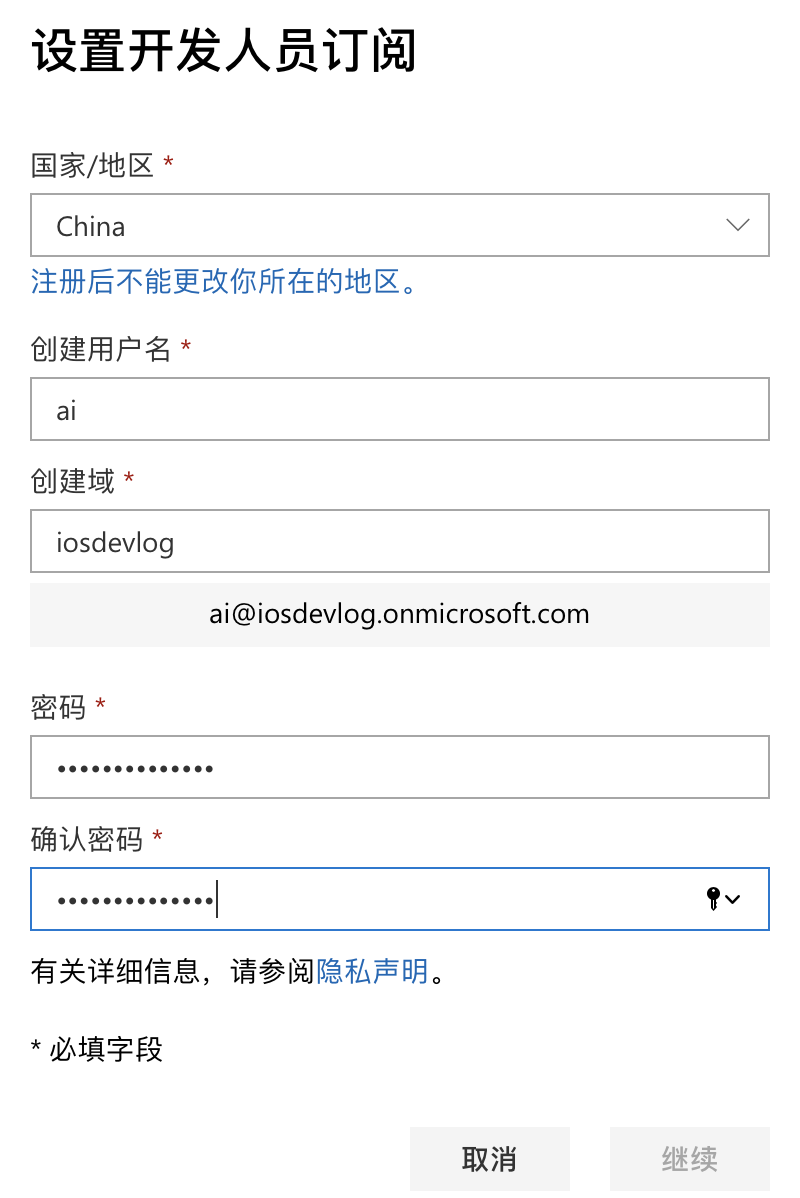 设置开发人员订阅
国家/地区 *
China
注册后不能更改你所在的地区。
创建用户名 *
ai
创建域 *
iosdevlog
ai@iosdevlog.onmicrosoft.com
密码 *
••••••••••••••
确认密码 *
••••••••••••••
有关详细信息，请参阅隐私声明。
* 必填字段
取消 继续